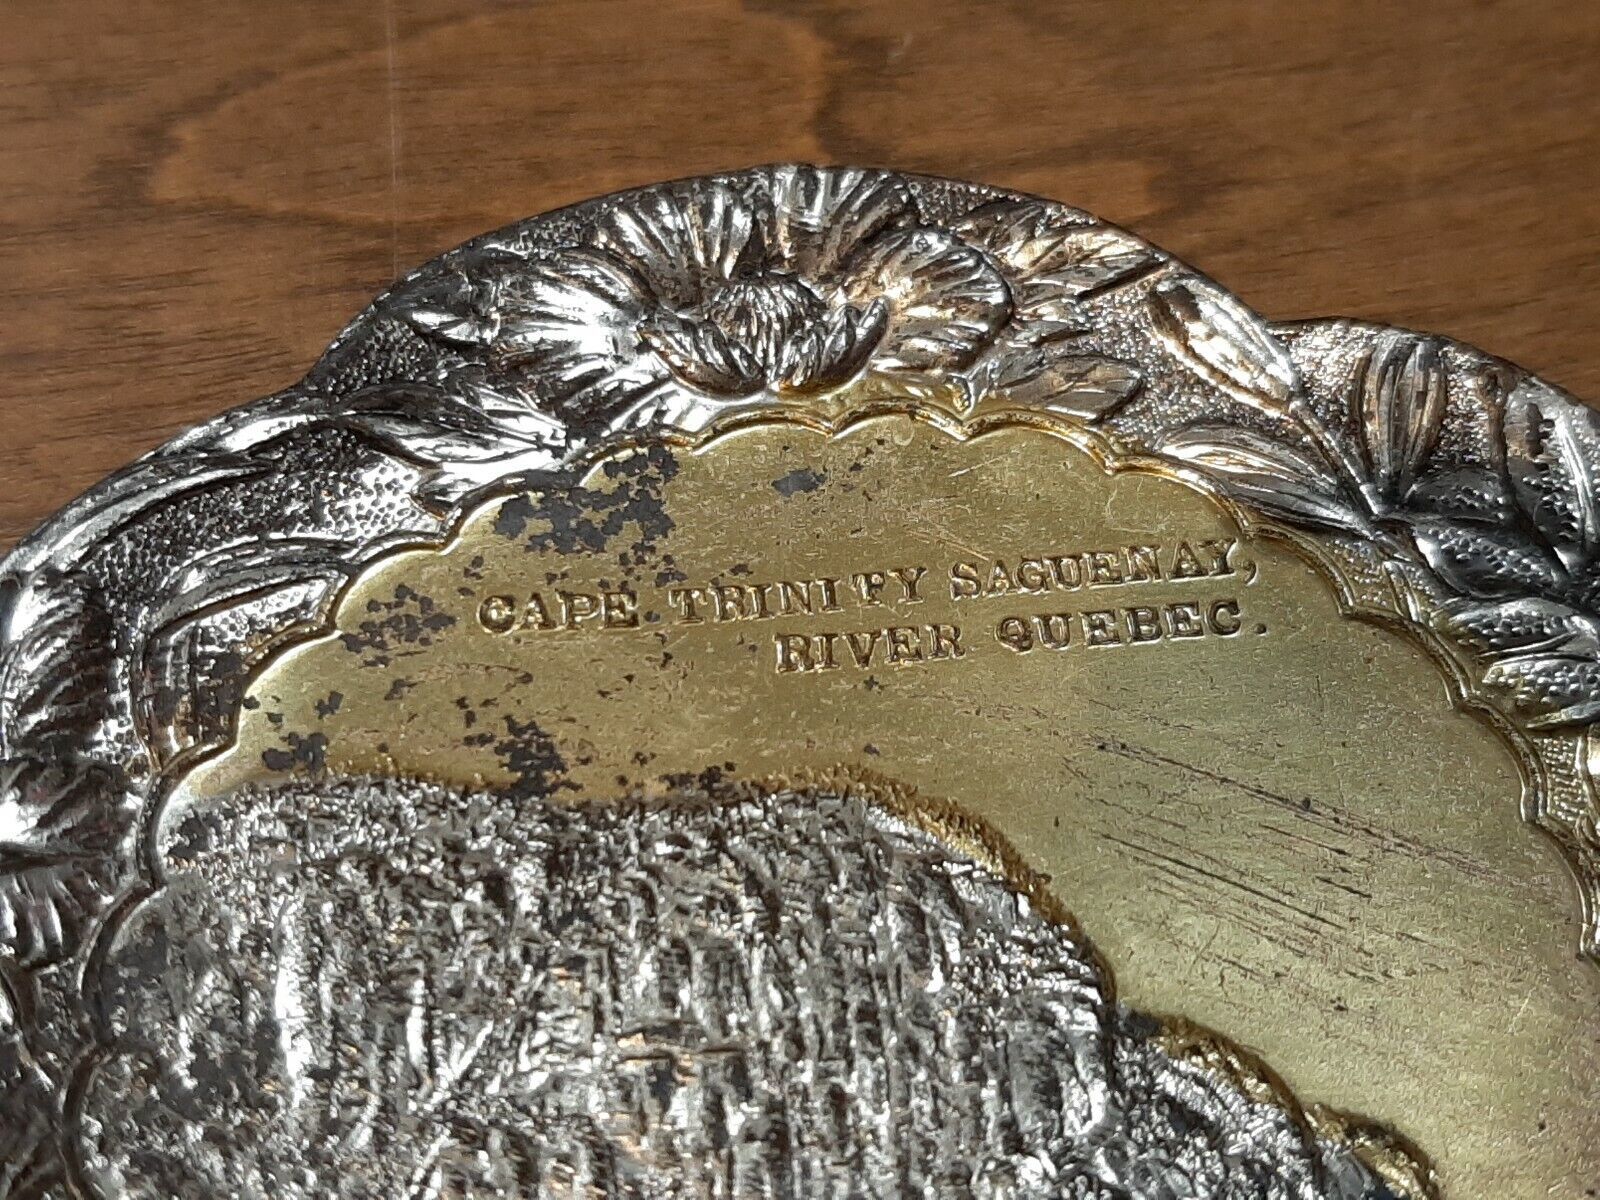 CAPE TRINITY SAGUENAY,
RIVER QUEBEC.